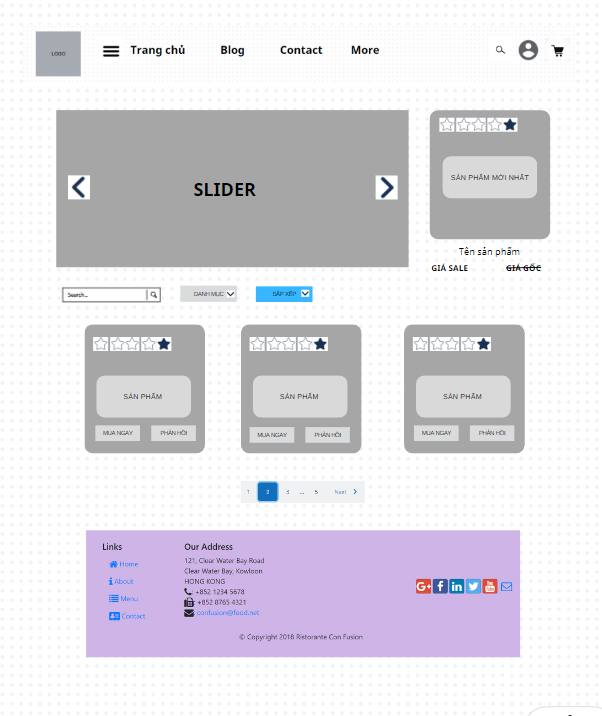 LOGO
Trang chủ
Blog
Contact
More
SẢN PHẨM MỚI NHẤT
SLIDER
Tên sản phẩm
GIÁ SALE
GIÁ GỐC
Search...
DANH MỤC
SẮP XẾP
SẢN PHẨM
SẢN PHẨM
SẢN PHẨM
MUA NGAY
PHẢN HỒI
MUA NGAY
PHẢN HỒI
MUA NGAY
PHẢN HỒI
1
2
3
...
5
Next
Links
Home
About
Menu
Contact
Our Address
121, Clear Water Bay Road
Clear Water Bay, Kowloon
HONG KONG
: +852 1234 5678
: +852 8765 4321
: confusion@food.net
G+
f
in
You
Tube
© Copyright 2018 Ristorante Con Fusion